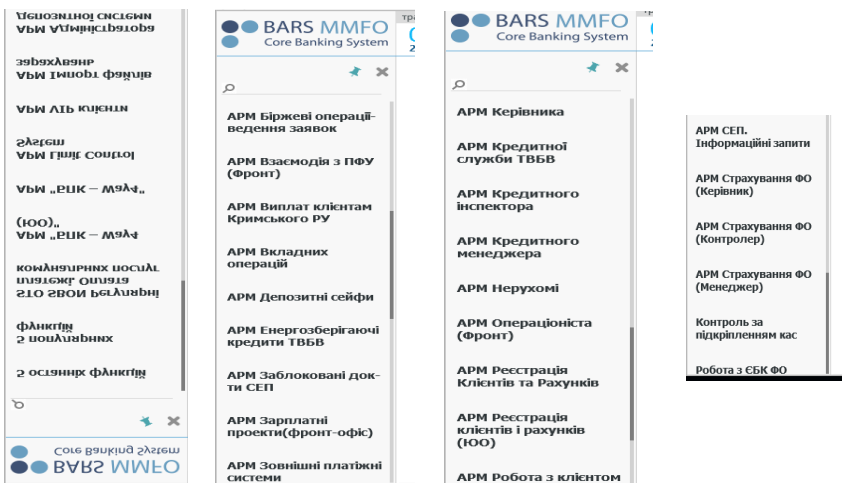 BARS MMFO
Core Banking System
5 останніх функцій
5 популярних
функцій
STO SBON Регулярні
платежі. Оплата
комунальних послуг
АРМ "БПК – Way4
(ЮО)"
АРМ "БПК – Way4"
АРМ Limit Control
System
АРМ VIP клієнти
АРМ Імпорт файлів
зарахувань
АРМ Адміністратора
депозитної системи
BARS MMFO
Core Banking System
АРМ Біржеві операції-
ведення заявок
АРМ Взаємодія з ПФУ
(Фронт)
АРМ Виплат клієнтам
Кримського РУ
АРМ Вкладних
операцій
АРМ Депозитні сейфи
АРМ Енергозберігаючі
кредити ТВБВ
АРМ Заблоковані док-
ти СЕП
АРМ Зарплатні
проекти(фронт-офіс)
АРМ Зовнішні платіжні
системи
BARS MMFO
Core Banking System
АРМ Керівника
АРМ Кредитної
служби ТВБВ
АРМ Кредитного
інспектора
АРМ Кредитного
менеджера
АРМ Нерухомі
АРМ Операціоніста
(Фронт)
АРМ Реєстрація
Клієнтів та Рахунків
АРМ Реєстрація
клієнтів і рахунків
(ЮО)
АРМ Робота з клієнтом
АРМ СЕП.
Інформаційні запити
АРМ Страхування ФО
(Керівник)
АРМ Страхування ФО
(Контролер)
АРМ Страхування ФО
(Менеджер)
Контроль за
підкріпленням кас
Робота з ЄБК ФО